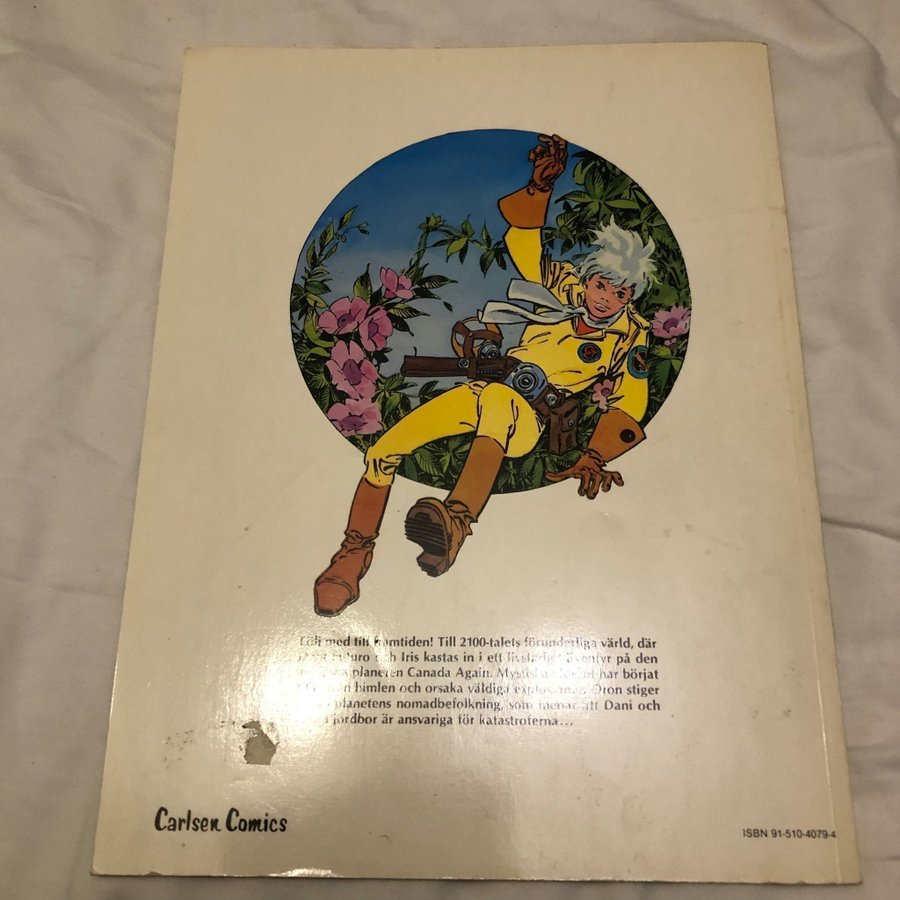 med till framtiden! Till 2100-talets förunderliga värld, där
och Iris kastas in i ett äventyr på den
planeten Canada Again. har börjat
himlen och orsaka väldiga Oron stiger
planetens nomadbefolkning, som menar att Dani och
jordbor är ansvariga för katastroferna...
Carlsen Comics
ISBN 91-510-4079-4